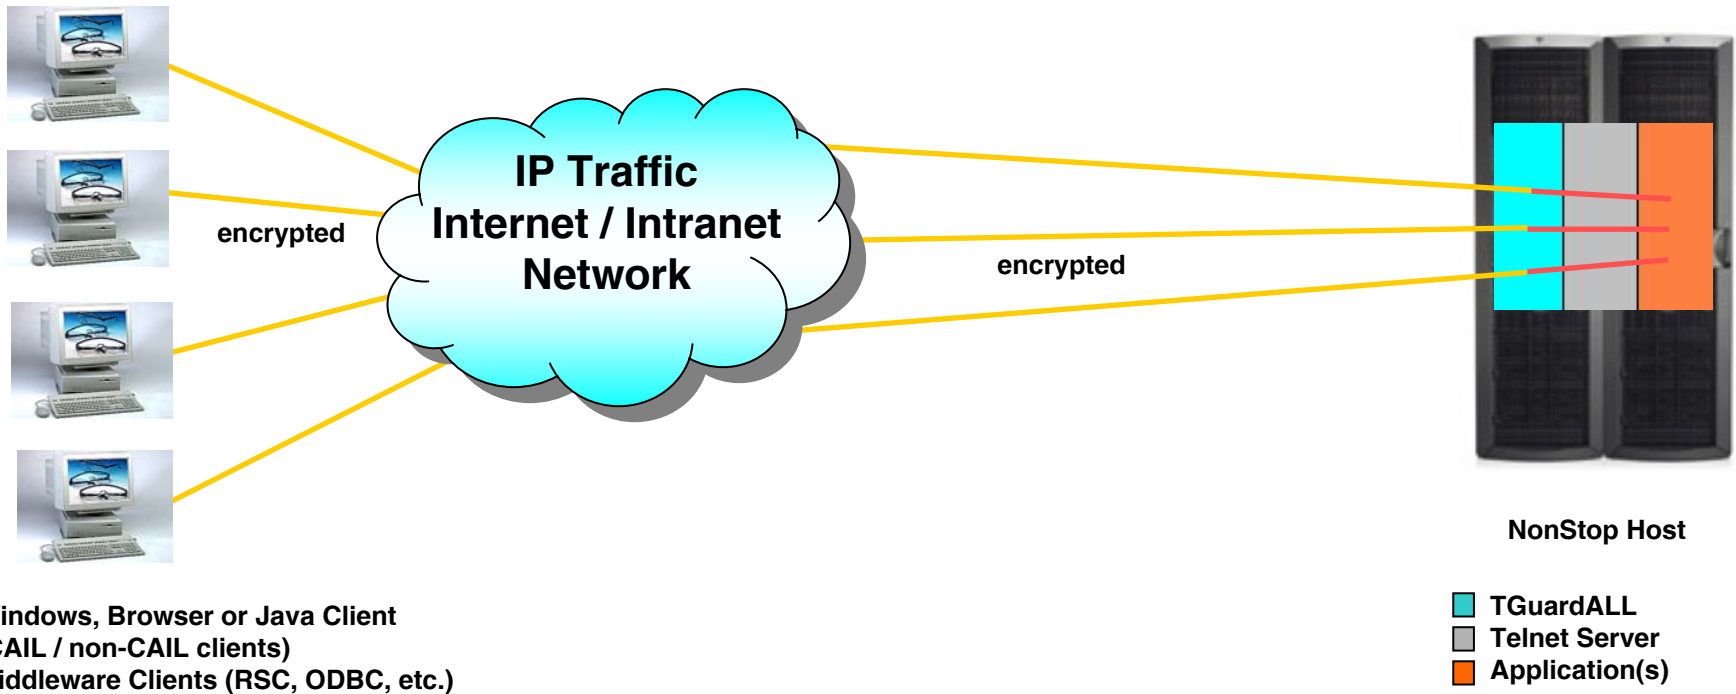 IP Traffic
Internet / Intranet
Network
encrypted
encrypted
NonStop Host
indows, Browser or Java Client
CAIL / non-CAIL clients)
iddleware Clients (RSC, ODBC, etc.)
TGuardALL
Telnet Server
Application(s)